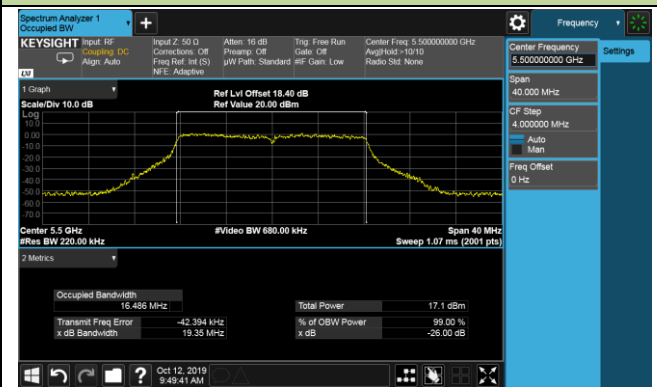 Spectrum Analyzer 1
Occupied BW
+
Frequency
KEYSIGHT
Input: RF
Coupling: DC
Align: Auto
Input Z: 50 Ω
Corrections: Off
Freq Ref: Int (S)
NFE: Adaptive
Atten: 16 dB
Preamp: Off
µW Path: Standard
Trig: Free Run
Gate: Off
#IF Gain: Low
Center Freq: 5.500000000 GHz
Avg|Hold:>10/10
Radio Std: None
LXI
Center Frequency
5.500000000 GHz
Settings
Span
40.000 MHz
CF Step
4.000000 MHz
Auto
Man
Freq Offset
0 Hz
1 Graph
Scale/Div 10.0 dB
Ref Lvl Offset 18.40 dB
Ref Value 20.00 dBm
Log
10.0
0.00
-10.0
-20.0
-30.0
-40.0
-50.0
-60.0
-70.0
Center 5.5 GHz
#Video BW 680.00 kHz
Span 40 MHz
#Res BW 220.00 kHz
Sweep 1.07 ms (2001 pts)
2 Metrics
Occupied Bandwidth
16.486 MHz
Total Power 17.1 dBm
Transmit Freq Error -42.394 kHz
% of OBW Power 99.00 %
x dB Bandwidth 19.35 MHz
x dB -26.00 dB
?
Oct 12, 2019
9:49:41 AM